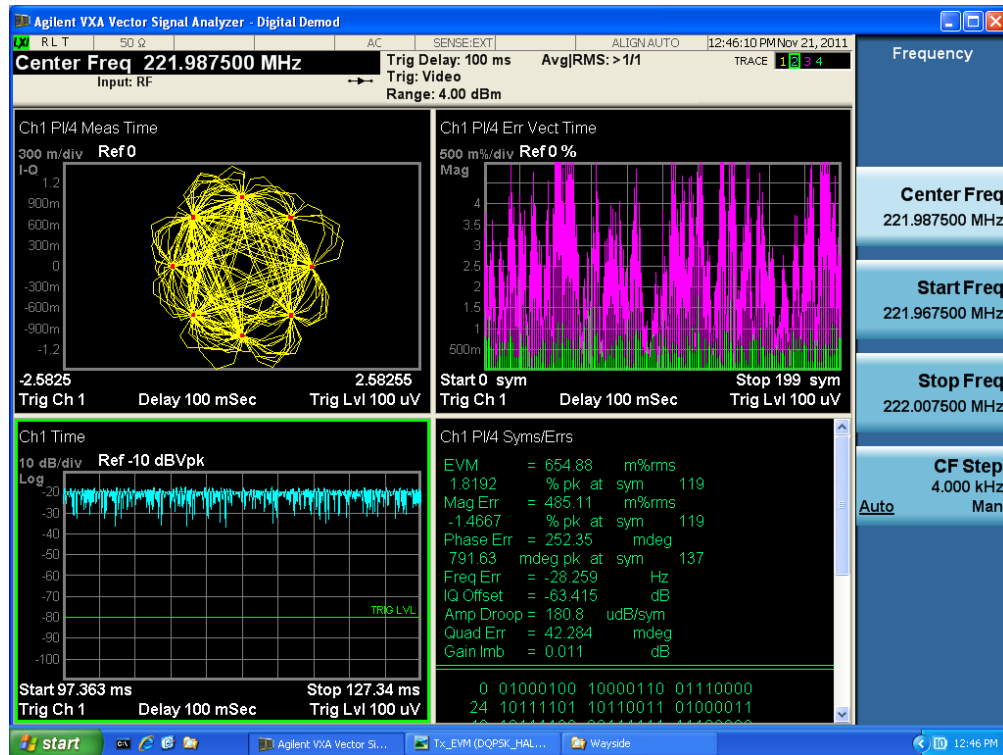 Agilent VXA Vector Signal Analyzer - Digital Demod
LXI R L T 50 Ω AC SENSE:EXT ALIGN AUTO 12:46:10 PM Nov 21, 2011
Center Freq 221.987500 MHz
Input: RF
Trig Delay: 100 ms
Trig: Video
Range: 4.00 dBm
Avg|RMS: >1/1
TRACE 1 2 3 4
Frequency
Center Freq
221.987500 MHz
Start Freq
221.967500 MHz
Stop Freq
222.007500 MHz
CF Step
4.000 kHz
Auto Man
Ch1 PI/4 Meas Time
300 m/div Ref 0
I-Q
1.2
900m
600m
300m
0
-300m
-600m
-900m
-1.2
-2.5825 2.58255
Trig Ch 1 Delay 100 mSec Trig Lvl 100 uV
Ch1 PI/4 Err Vect Time
500 m%/div Ref 0 %
Mag
4
3.5
3
2.5
2
1.5
1
500m
Start 0 sym Stop 199 sym
Trig Ch 1 Delay 100 mSec Trig Lvl 100 uV
Ch1 Time
10 dB/div Ref -10 dBVpk
Log
-20
-30
-40
-50
-60
-70
-80
-90
-100
TRIG LVL
Start 97.363 ms Stop 127.34 ms
Trig Ch 1 Delay 100 mSec Trig Lvl 100 uV
Ch1 PI/4 Syms/Errs
EVM = 654.88 m%rms
1.8192 % pk at sym 119
Mag Err = 485.11 m%rms
-1.4667 % pk at sym 119
Phase Err = 252.35 mdeg
791.63 mdeg pk at sym 137
Freq Err = -28.259 Hz
IQ Offset = -63.415 dB
Amp Droop = 180.8 udB/sym
Quad Err = 42.284 mdeg
Gain Imb = 0.011 dB
0 01000100 10000110 01110000
24 10111101 10110011 01000011
start
Agilent VXA Vector Si...
Tx_EVM (DQPSK_HAL...
Wayside
12:46 PM